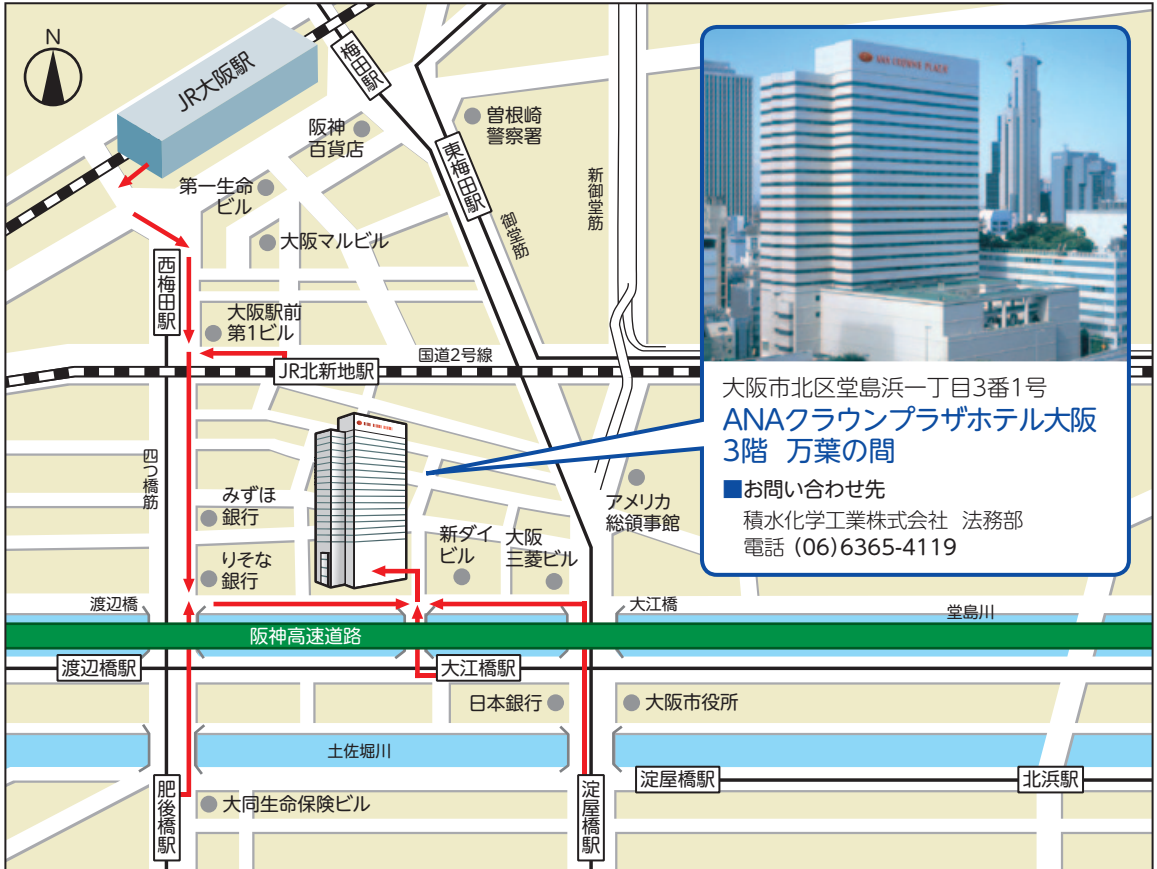 N
JR大阪駅
梅田駅
阪神
百貨店
曽根崎
警察署
東梅田駅
新御堂筋
御堂筋
第一生命
ビル
大阪マルビル
西梅田駅
大阪駅前
第1ビル
国道2号線
JR北新地駅
四つ橋筋
みずほ
銀行
りそな
銀行
新ダイ
ビル
大阪
三菱ビル
アメリカ
総領事館
渡辺橋
大江橋
堂島川
阪神高速道路
渡辺橋駅
大江橋駅
日本銀行
大阪市役所
土佐堀川
肥後橋駅
大同生命保険ビル
淀屋橋駅
淀屋橋駅
北浜駅
ANA CROWNE PLAZA
大阪市北区堂島浜一丁目3番1号
ANAクラウンプラザホテル大阪
3階 万葉の間
■お問い合わせ先
積水化学工業株式会社 法務部
電話 (06)6365-4119